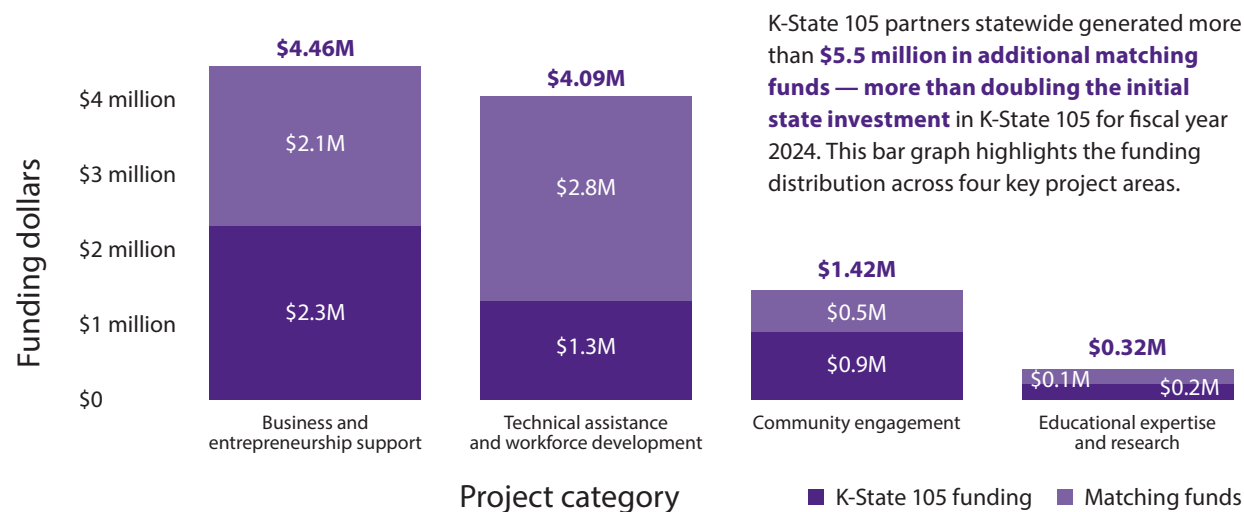 K-State 105 partners statewide generated more
than $5.5 million in additional matching
funds — more than doubling the initial
state investment in K-State 105 for fiscal year
2024. This bar graph highlights the funding
distribution across four key project areas.
Funding dollars
$4 million
$3 million
$2 million
$1 million
$0
$4.46M
$2.1M
$2.3M
Business and
entrepreneurship support
$4.09M
$2.8M
$1.3M
Technical assistance
and workforce development
$1.42M
$0.5M
$0.9M
Community engagement
$0.32M
$0.1M
$0.2M
Educational expertise
and research
Project category
K-State 105 funding
Matching funds